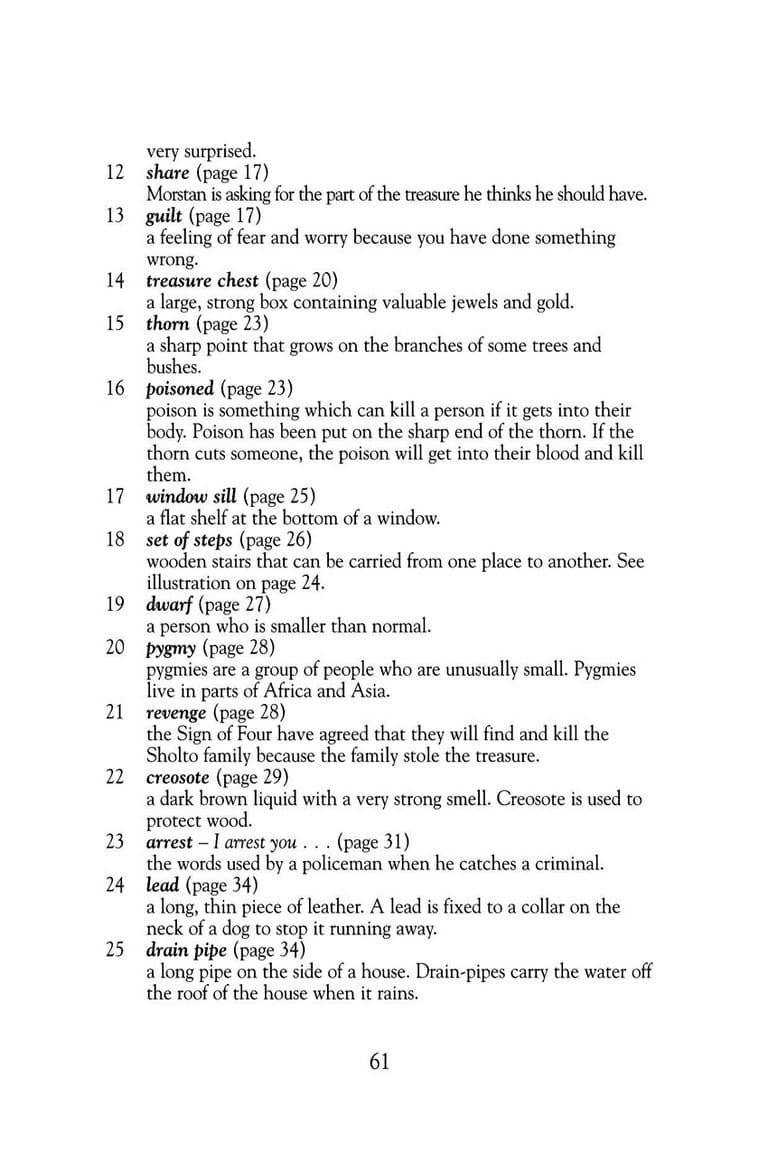 very surprised.
12 share (page 17)
Morstan is asking for the part of the treasure he thinks he should have.
13 guilt (page 17)
a feeling of fear and worry because you have done something
wrong.
14 treasure chest (page 20)
a large, strong box containing valuable jewels and gold.
15 thorn (page 23)
a sharp point that grows on the branches of some trees and
bushes.
16 poisoned (page 23)
poison is something which can kill a person if it gets into their
body. Poison has been put on the sharp end of the thorn. If the
thorn cuts someone, the poison will get into their blood and kill
them.
17 window sill (page 25)
a flat shelf at the bottom of a window.
18 set of steps (page 26)
wooden stairs that can be carried from one place to another. See
illustration on page 24.
19 dwarf (page 27)
a person who is smaller than normal.
20 pygmy (page 28)
pygmies are a group of people who are unusually small. Pygmies
live in parts of Africa and Asia.
21 revenge (page 28)
the Sign of Four have agreed that they will find and kill the
Sholto family because the family stole the treasure.
22 creosote (page 29)
a dark brown liquid with a very strong smell. Creosote is used to
protect wood.
23 arrest – I arrest you . . . (page 31)
the words used by a policeman when he catches a criminal.
24 lead (page 34)
a long, thin piece of leather. A lead is fixed to a collar on the
neck of a dog to stop it running away.
25 drain pipe (page 34)
a long pipe on the side of a house. Drain-pipes carry the water off
the roof of the house when it rains.
61